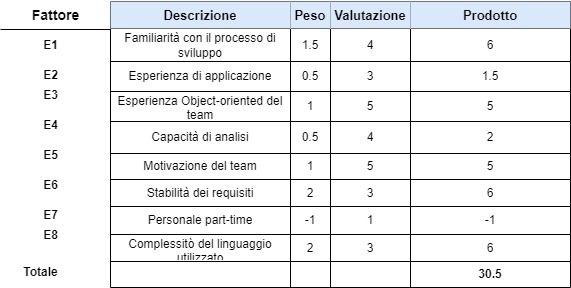 Fattore Descrizione Peso Valutazione Prodotto
E1 Familiarità con il processo di sviluppo 1.5 4 6
E2 Esperienza di applicazione 0.5 3 1.5
E3 Esperienza Object-oriented del team 1 5 5
E4 Capacità di analisi 0.5 4 2
E5 Motivazione del team 1 5 5
E6 Stabilità dei requisiti 2 3 6
E7 Personale part-time -1 1 -1
E8 Complessitò del linguaggio utilizzato 2 3 6
Totale 30.5